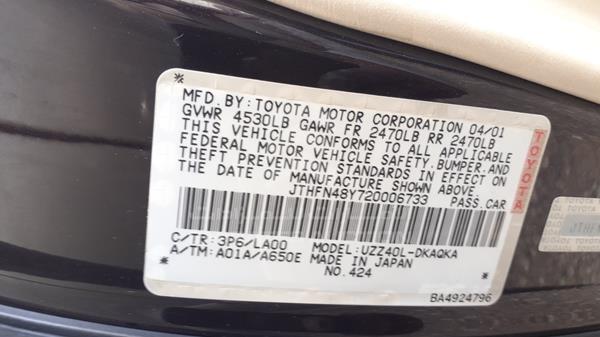 MFD.BY:TOYOTA MOTOR CORPORATION 04/01
GVWR 4530LB GAWR FR 2470LB RR 2470LB
THIS VEHICLE CONFORMS TO ALL APPLICABLE
FEDERAL MOTOR VEHICLE SAFETY,BUMPER,AND
THEFT PREVENTION STANDARDS IN EFFECT ON
THE DATE OF MANUFACTURE SHOWN ABOVE.
JTHFN48Y720006733 PASS.CAR
C/TR:3P6/LA00 MODEL:UZZ40L-DKAQKA
A/TM:A01A/A650E MADE IN JAPAN
NO.424
BA4924796
TOYOTA
TOYOTA
JTHFN